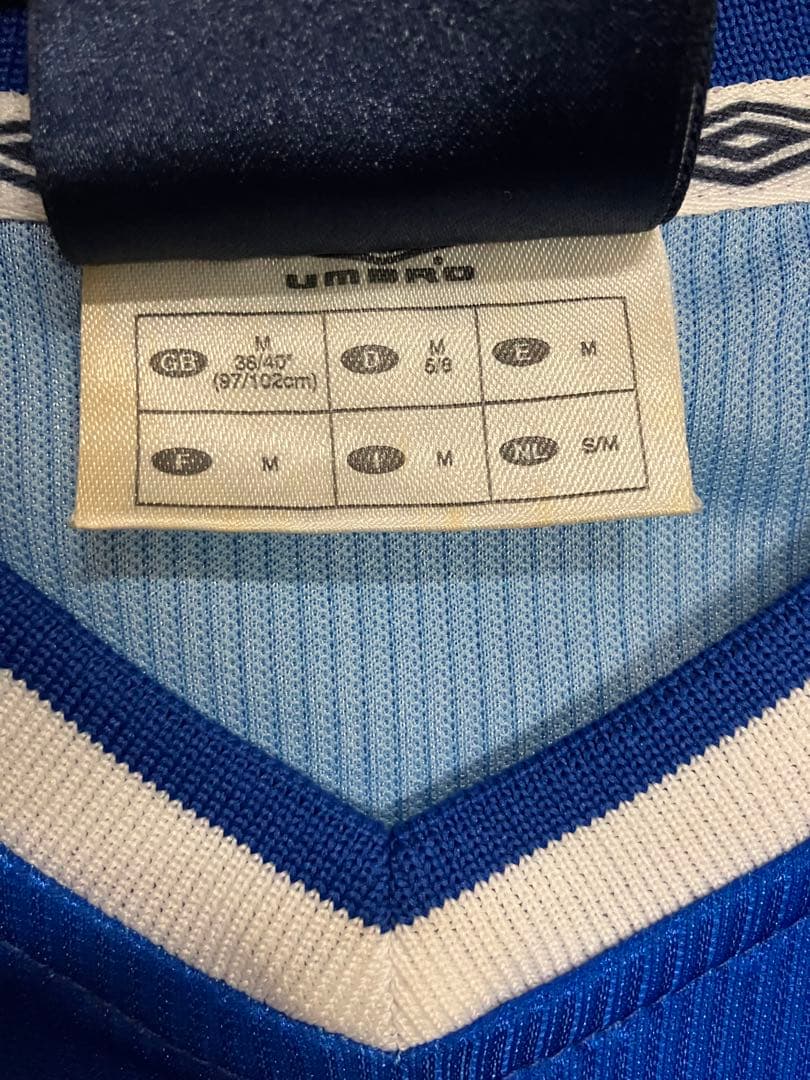 UMBRO®
GB M
38/40"
(97/102cm)
D M
5/6
E M
F M
I M
NL S/M